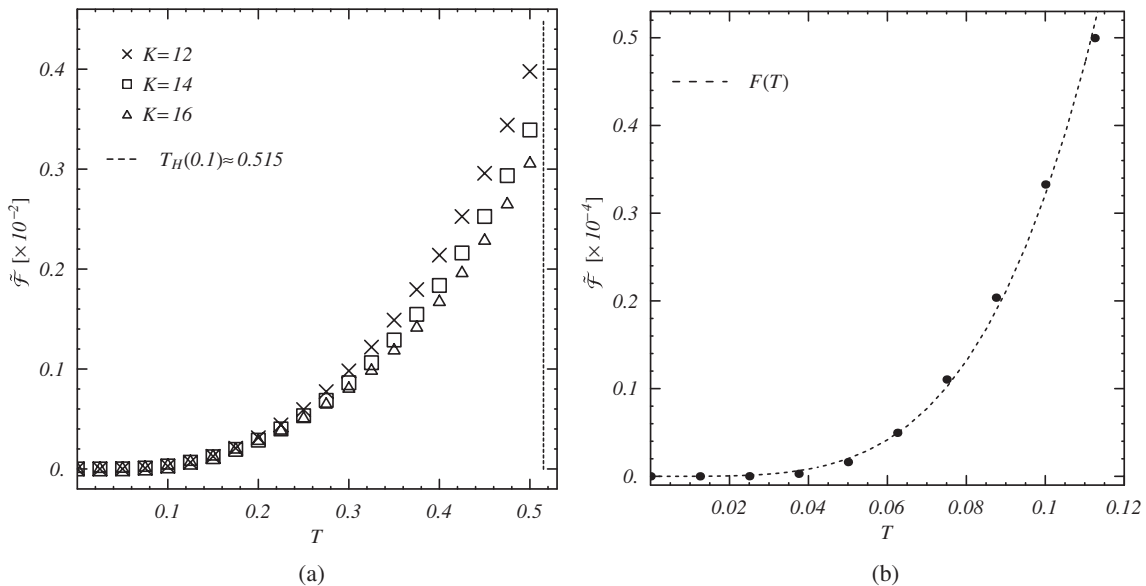 K=12
K=14
K=16
T_H(0.1)≈0.515
0.4
0.3
0.2
0.1
0.
ℱ̃ [×10⁻²]
0.1 0.2 0.3 0.4 0.5
T
(a)
F(T)
0.5
0.4
0.3
0.2
0.1
0.
ℱ̃ [×10⁻⁴]
0.02 0.04 0.06 0.08 0.1 0.12
T
(b)